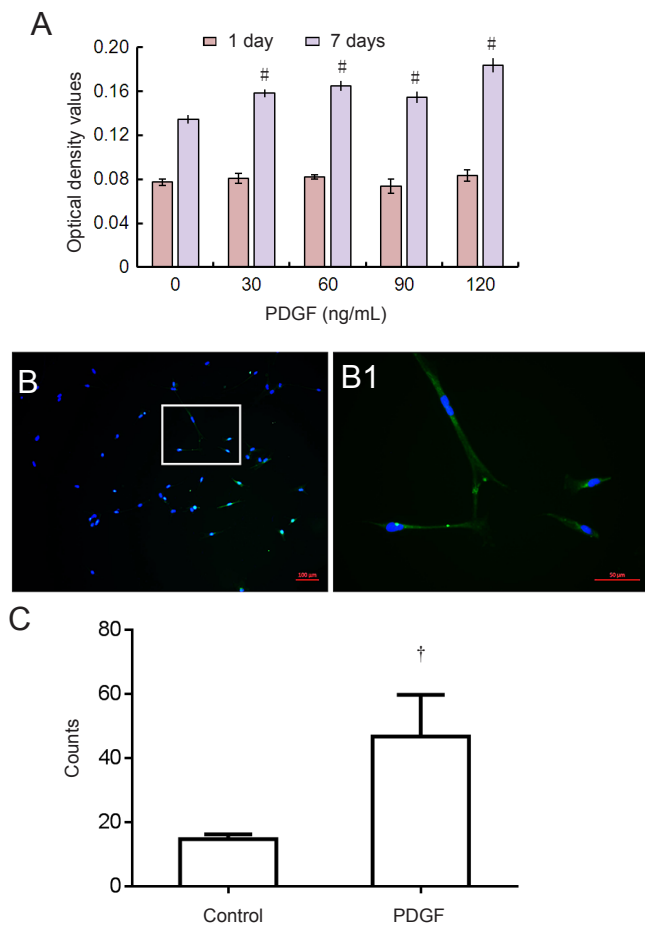 A
1 day 7 days
Optical density values
0.20
0.16
0.12
0.08
0.04
0
# # # #
0 30 60 90 120
PDGF (ng/mL)
B
100 µm
B1
50 µm
C
Counts
80
60
40
20
0
†
Control PDGF